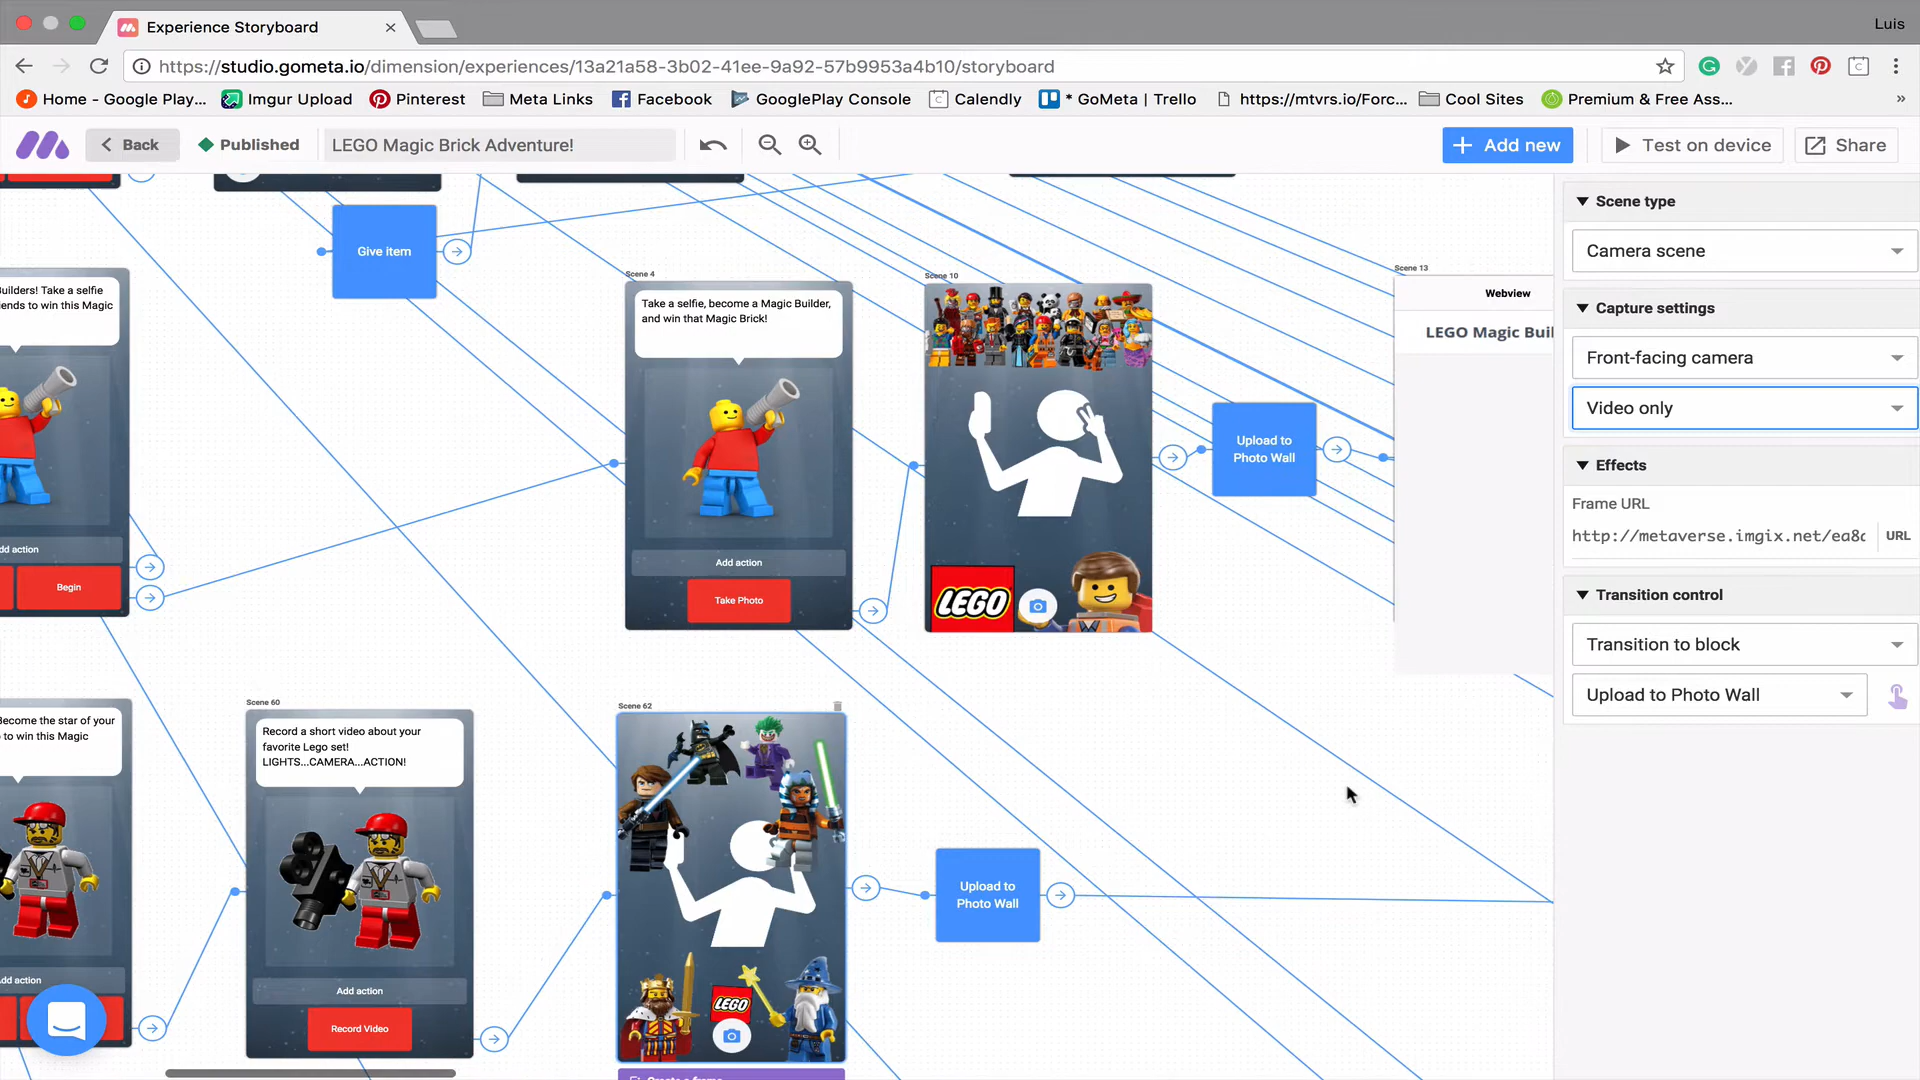 Experience Storyboard
Luis
https://studio.gometa.io/dimension/experiences/13a21a58-3b02-41ee-9a92-57b9953a4b10/storyboard
Home - Google Play...
Imgur Upload
Pinterest
Meta Links
Facebook
GooglePlay Console
Calendly
* GoMeta | Trello
https://mtvrs.io/Forc...
Cool Sites
Premium & Free Ass...
»
Back
Published
LEGO Magic Brick Adventure!
Add new
Test on device
Share
Give item
uilders! Take a selfie
ends to win this Magic
dd action
Begin
Scene 4
Take a selfie, become a Magic Builder,
and win that Magic Brick!
Add action
Take Photo
Scene 10
LEGO
Upload to
Photo Wall
Scene 13
Webview
LEGO Magic Buil
Become the star of your
to win this Magic
dd action
Scene 60
Record a short video about your
favorite Lego set!
LIGHTS...CAMERA...ACTION!
Add action
Record Video
Scene 62
LEGO
Create a frame
Upload to
Photo Wall
Scene type
Camera scene
Capture settings
Front-facing camera
Video only
Effects
Frame URL
http://metaverse.imgix.net/ea8c
URL
Transition control
Transition to block
Upload to Photo Wall